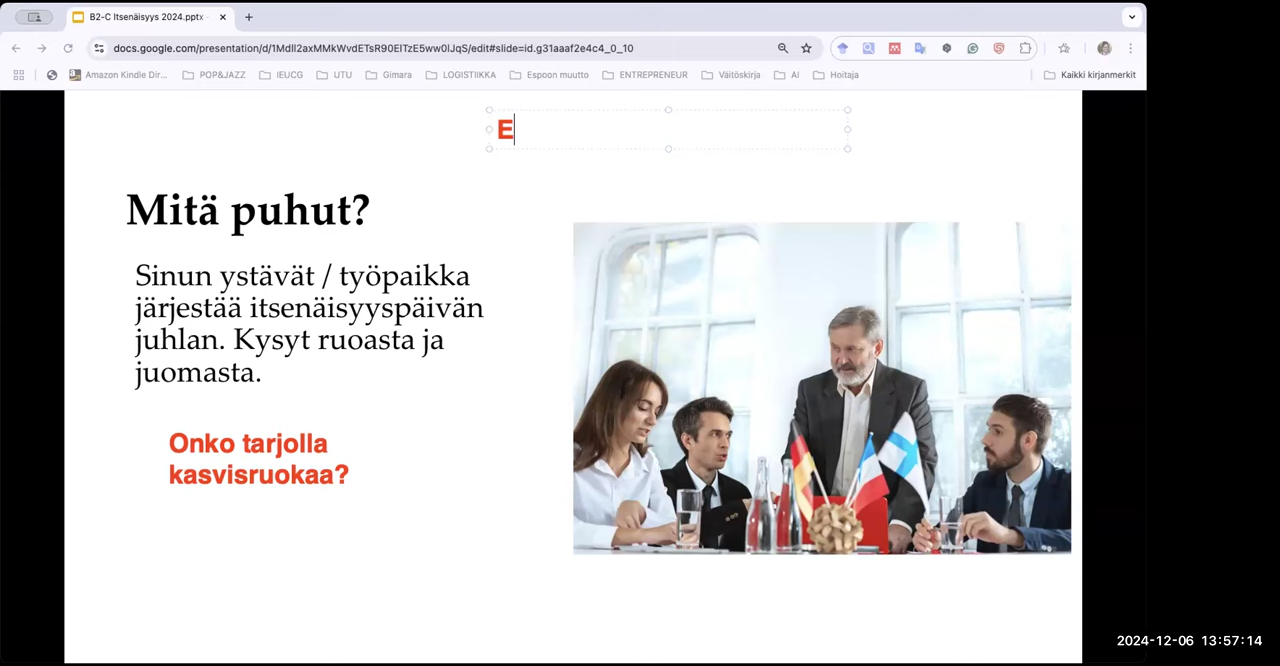 B2-C Itsenäisyys 2024.pptx
docs.google.com/presentation/d/1Mdll2axMMkWvdETsR90EITzE5ww0lJqS/edit#slide=id.g31aaaf2e4c4_0_10
Amazon Kindle Dir... POP&JAZZ IEUCG UTU Gimara LOGISTIIKKA Espoon muutto ENTREPRENEUR Väitöskirja AI Hoitaja Kaikki kirjanmerkit
E
Mitä puhut?
Sinun ystävät / työpaikka
järjestää itsenäisyyspäivän
juhlan. Kysyt ruoasta ja
juomasta.
Onko tarjolla
kasvisruokaa?
2024-12-06 13:57:14